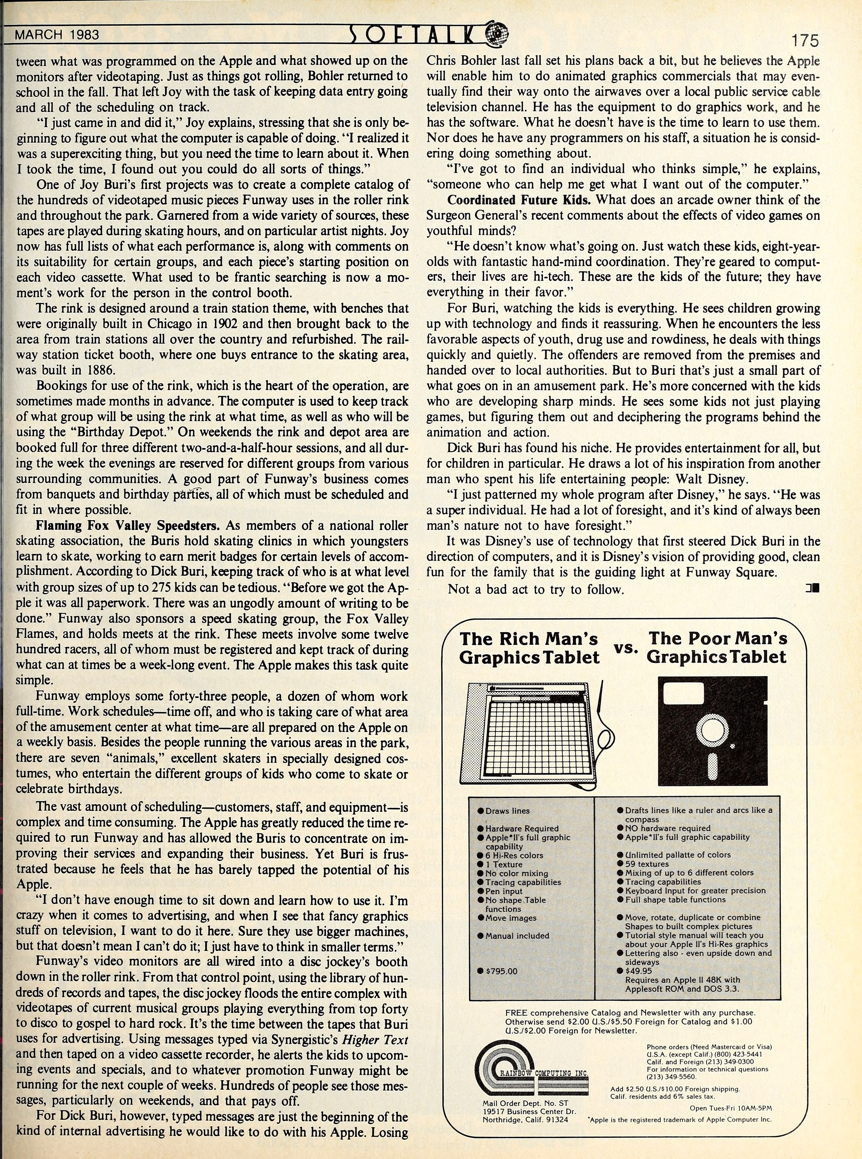 MARCH 1983
SOFTALK
175
tween what was programmed on the Apple and what showed up on the
monitors after videotaping. Just as things got rolling, Bohler returned to
school in the fall. That left Joy with the task of keeping data entry going
and all of the scheduling on track.
"I just came in and did it," Joy explains, stressing that she is only be-
ginning to figure out what the computer is capable of doing. "I realized it
was a superexciting thing, but you need the time to learn about it. When
I took the time, I found out you could do all sorts of things."
One of Joy Buri's first projects was to create a complete catalog of
the hundreds of videotaped music pieces Funway uses in the roller rink
and throughout the park. Garnered from a wide variety of sources, these
tapes are played during skating hours, and on particular artist nights. Joy
now has full lists of what each performance is, along with comments on
its suitability for certain groups, and each piece's starting position on
each video cassette. What used to be frantic searching is now a mo-
ment's work for the person in the control booth.
The rink is designed around a train station theme, with benches that
were originally built in Chicago in 1902 and then brought back to the
area from train stations all over the country and refurbished. The rail-
way station ticket booth, where one buys entrance to the skating area,
was built in 1886.
Bookings for use of the rink, which is the heart of the operation, are
sometimes made months in advance. The computer is used to keep track
of what group will be using the rink at what time, as well as who will be
using the "Birthday Depot." On weekends the rink and depot area are
booked full for three different two-and-a-half-hour sessions, and all dur-
ing the week the evenings are reserved for different groups from various
surrounding communities. A good part of Funway's business comes
from banquets and birthday parties, all of which must be scheduled and
fit in where possible.
Flaming Fox Valley Speedsters. As members of a national roller
skating association, the Buris hold skating clinics in which youngsters
learn to skate, working to earn merit badges for certain levels of accom-
plishment. According to Dick Buri, keeping track of who is at what level
with group sizes of up to 275 kids can be tedious. "Before we got the Ap-
ple it was all paperwork. There was an ungodly amount of writing to be
done." Funway also sponsors a speed skating group, the Fox Valley
Flames, and holds meets at the rink. These meets involve some twelve
hundred racers, all of whom must be registered and kept track of during
what can at times be a week-long event. The Apple makes this task quite
simple.
Funway employs some forty-three people, a dozen of whom work
full-time. Work schedules—time off, and who is taking care of what area
of the amusement center at what time—are all prepared on the Apple on
a weekly basis. Besides the people running the various areas in the park,
there are seven "animals," excellent skaters in specially designed cos-
tumes, who entertain the different groups of kids who come to skate or
celebrate birthdays.
The vast amount of scheduling—customers, staff, and equipment—is
complex and time consuming. The Apple has greatly reduced the time re-
quired to run Funway and has allowed the Buris to concentrate on im-
proving their services and expanding their business. Yet Buri is frus-
trated because he feels that he has barely tapped the potential of his
Apple.
"I don't have enough time to sit down and learn how to use it. I'm
crazy when it comes to advertising, and when I see that fancy graphics
stuff on television, I want to do it here. Sure they use bigger machines,
but that doesn't mean I can't do it; I just have to think in smaller terms."
Funway's video monitors are all wired into a disc jockey's booth
down in the roller rink. From that control point, using the library of hun-
dreds of records and tapes, the disc jockey floods the entire complex with
videotapes of current musical groups playing everything from top forty
to disco to gospel to hard rock. It's the time between the tapes that Buri
uses for advertising. Using messages typed via Synergistic's Higher Text
and then taped on a video cassette recorder, he alerts the kids to upcom-
ing events and specials, and to whatever promotion Funway might be
running for the next couple of weeks. Hundreds of people see those mes-
sages, particularly on weekends, and that pays off.
For Dick Buri, however, typed messages are just the beginning of the
kind of internal advertising he would like to do with his Apple. Losing
Chris Bohler last fall set his plans back a bit, but he believes the Apple
will enable him to do animated graphics commercials that may even-
tually find their way onto the airwaves over a local public service cable
television channel. He has the equipment to do graphics work, and he
has the software. What he doesn't have is the time to learn to use them.
Nor does he have any programmers on his staff, a situation he is consid-
ering doing something about.
"I've got to find an individual who thinks simple," he explains,
"someone who can help me get what I want out of the computer."
Coordinated Future Kids. What does an arcade owner think of the
Surgeon General's recent comments about the effects of video games on
youthful minds?
"He doesn't know what's going on. Just watch these kids, eight-year-
olds with fantastic hand-mind coordination. They're geared to comput-
ers, their lives are hi-tech. These are the kids of the future; they have
everything in their favor."
For Buri, watching the kids is everything. He sees children growing
up with technology and finds it reassuring. When he encounters the less
favorable aspects of youth, drug use and rowdiness, he deals with things
quickly and quietly. The offenders are removed from the premises and
handed over to local authorities. But to Buri that's just a small part of
what goes on in an amusement park. He's more concerned with the kids
who are developing sharp minds. He sees some kids not just playing
games, but figuring them out and deciphering the programs behind the
animation and action.
Dick Buri has found his niche. He provides entertainment for all, but
for children in particular. He draws a lot of his inspiration from another
man who spent his life entertaining people: Walt Disney.
"I just patterned my whole program after Disney," he says. "He was
a super individual. He had a lot of foresight, and it's kind of always been
man's nature not to have foresight."
It was Disney's use of technology that first steered Dick Buri in the
direction of computers, and it is Disney's vision of providing good, clean
fun for the family that is the guiding light at Funway Square.
Not a bad act to try to follow.
The Rich Man's
Graphics Tablet
vs.
The Poor Man's
Graphics Tablet
● Draws lines
● Hardware Required
● Apple*II's full graphic
capability
● 6 Hi-Res colors
● 1 Texture
● No color mixing
● Tracing capabilities
● Pen input
● No shape Table
functions
● Move images
● Manual included
● $795.00
● Drafts lines like a ruler and arcs like a
compass
● NO hardware required
● Apple*II's full graphic capability
● Unlimited pallatte of colors
● 59 textures
● Mixing of up to 6 different colors
● Tracing capabilities
● Keyboard Input for greater precision
● Full shape table functions
● Move, rotate, duplicate or combine
Shapes to built complex pictures
● Tutorial style manual will teach you
about your Apple II's Hi-Res graphics
● Lettering also - even upside down and
sideways
● $49.95
Requires an Apple II 48K with
Applesoft ROM and DOS 3.3.
FREE comprehensive Catalog and Newsletter with any purchase.
Otherwise send $2.00 U.S./$5.50 Foreign for Catalog and $1.00
U.S./$2.00 Foreign for Newsletter.
RAINBOW COMPUTING INC.
Mail Order Dept. No. ST
19517 Business Center Dr.
Northridge, Calif. 91324
Phone orders (Need Mastercard or Visa)
U.S.A. (except Calif.) (800) 423-5441
Calif. and Foreign (213) 349-0300
For information or technical questions
(213) 349-5560.
Add $2.50 U.S./$10.00 Foreign shipping.
Calif. residents add 6% sales tax.
Open Tues-Fri 10AM-5PM
*Apple is the registered trademark of Apple Computer Inc.